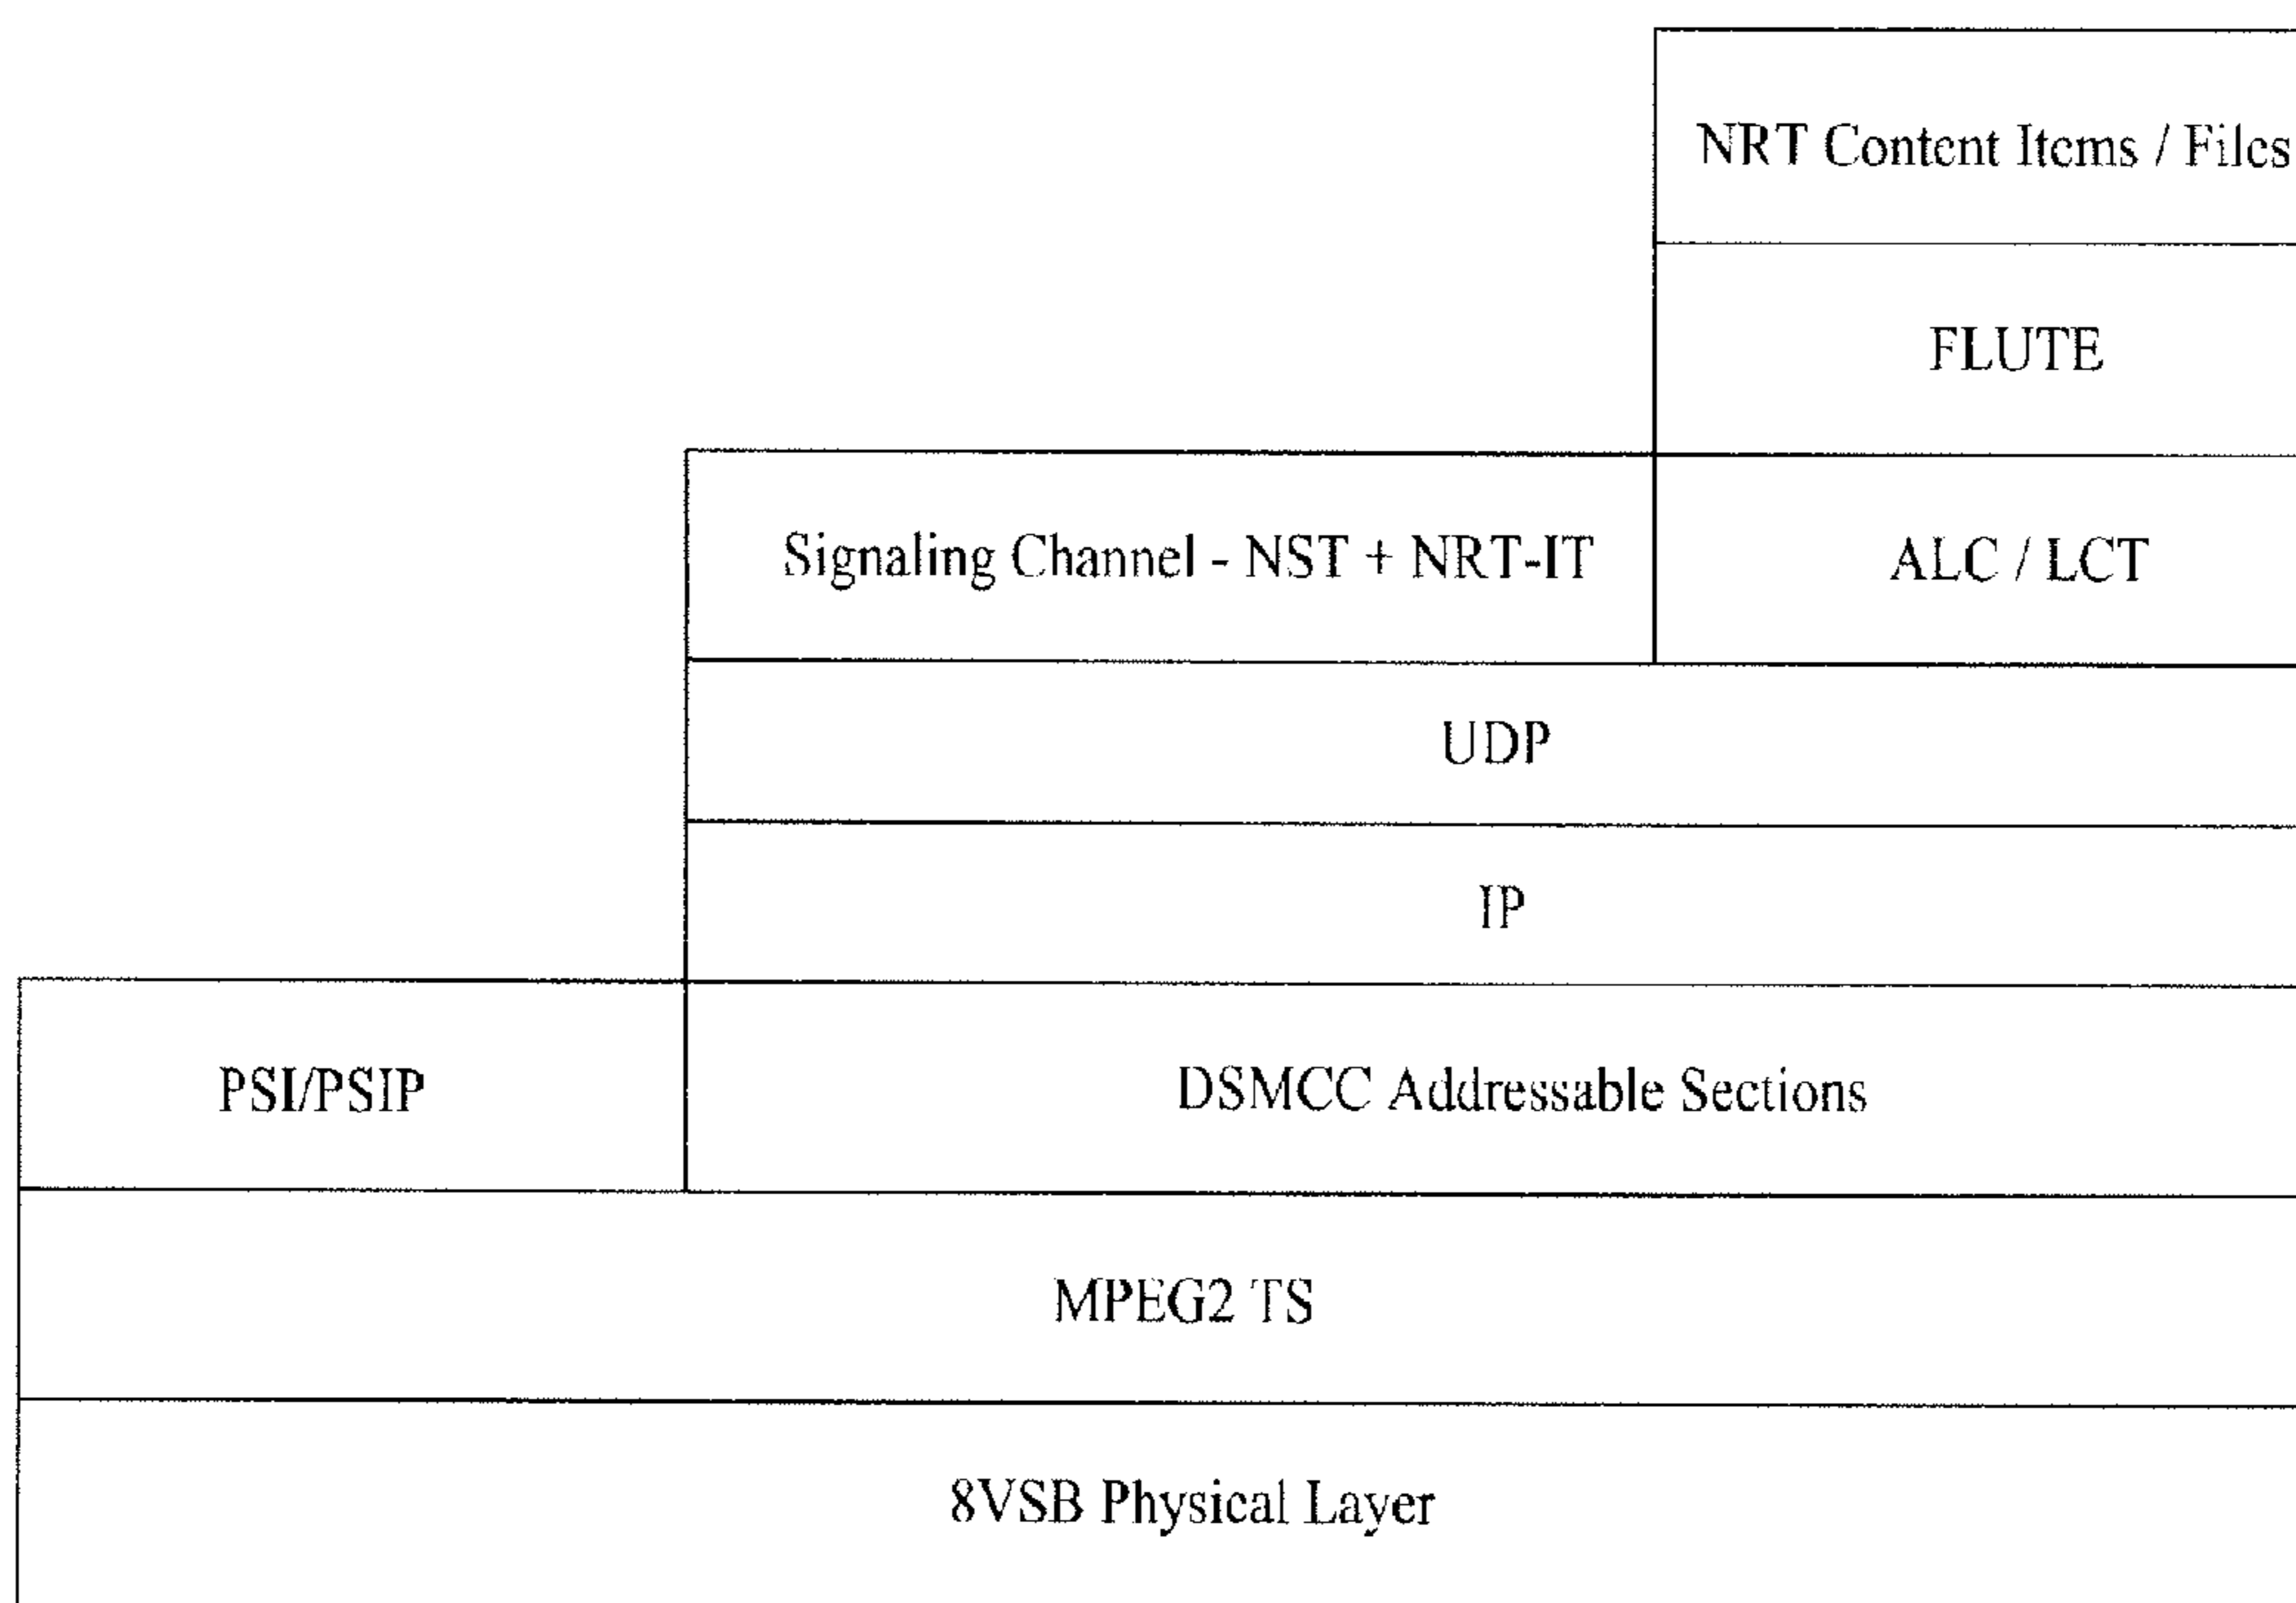 NRT Content Items / Files
FLUTE
Signaling Channel - NST + NRT-IT
ALC / LCT
UDP
IP
PSI/PSIP
DSMCC Addressable Sections
MPEG2 TS
8VSB Physical Layer